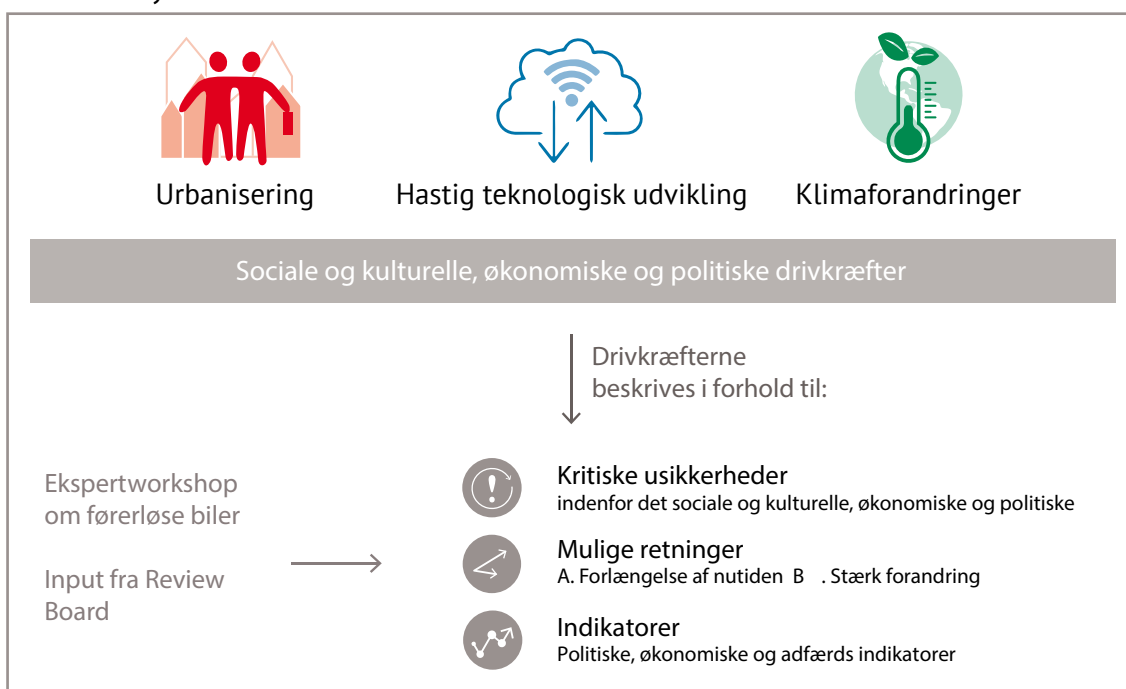 Urbanisering
Hastig teknologisk udvikling
Klimaforandringer
Sociale og kulturelle, økonomiske og politiske drivkræfter
Drivkræfterne
beskrives i forhold til:
Ekspertworkshop
om førerløse biler
Input fra Review
Board
Kritiske usikkerheder
indenfor det sociale og kulturelle, økonomiske og politiske
Mulige retninger
A. Forlængelse af nutiden B . Stærk forandring
Indikatorer
Politiske, økonomiske og adfærds indikatorer